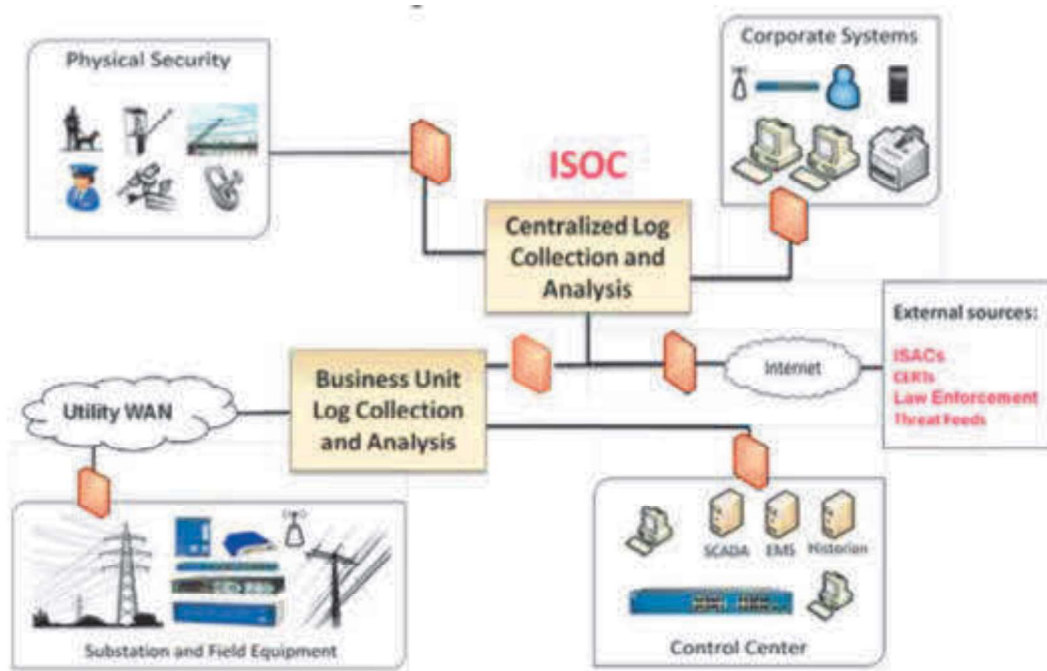 Physical Security
Corporate Systems
ISOC
Centralized Log
Collection and
Analysis
External sources:
ISACs
CERTs
Law Enforcement
Threat Feeds
Internet
Business Unit
Log Collection
and Analysis
Utility WAN
SCADA
EMS
Historian
Substation and Field Equipment
Control Center